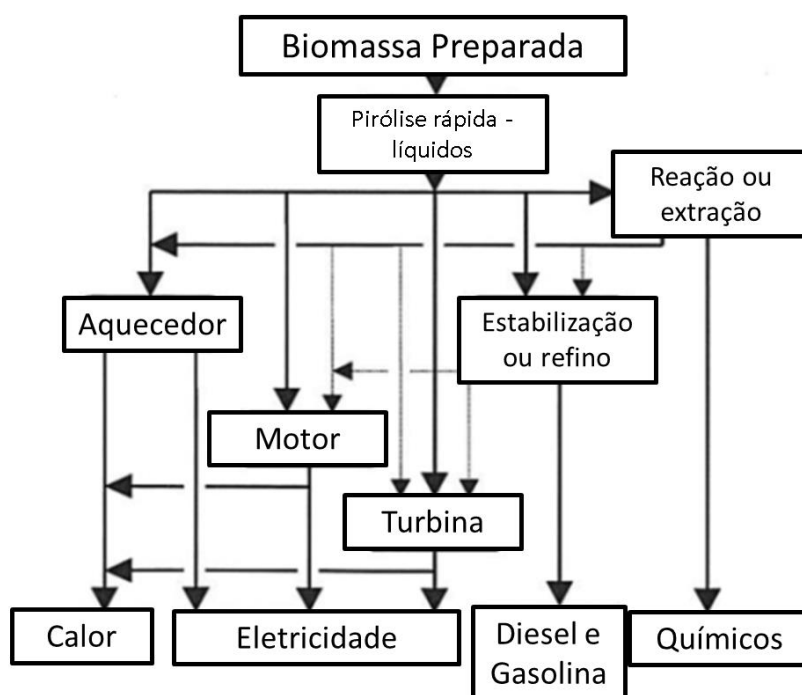 Biomassa Preparada
Pirólise rápida -
líquidos
Reação ou
extração
Aquecedor
Estabilização
ou refino
Motor
Turbina
Calor
Eletricidade
Diesel e
Gasolina
Químicos